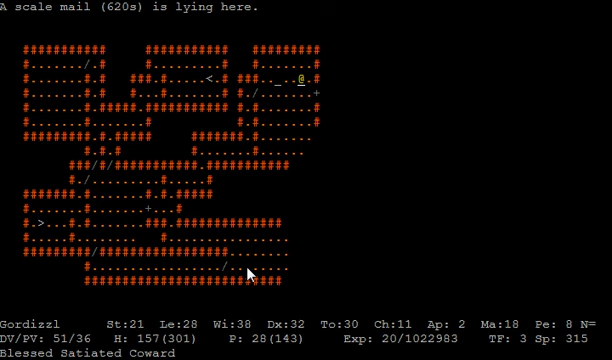 A scale mail (620s) is lying here.
Gordizzl St:21 Le:28 Wi:38 Dx:32 To:30 Ch:11 Ap: 2 Ma:18 Pe: 8 N=
DV/PV: 51/36 H: 157(301) P: 28(143) Exp: 20/1022983 TF: 3 Sp: 315
Blessed Satiated Coward